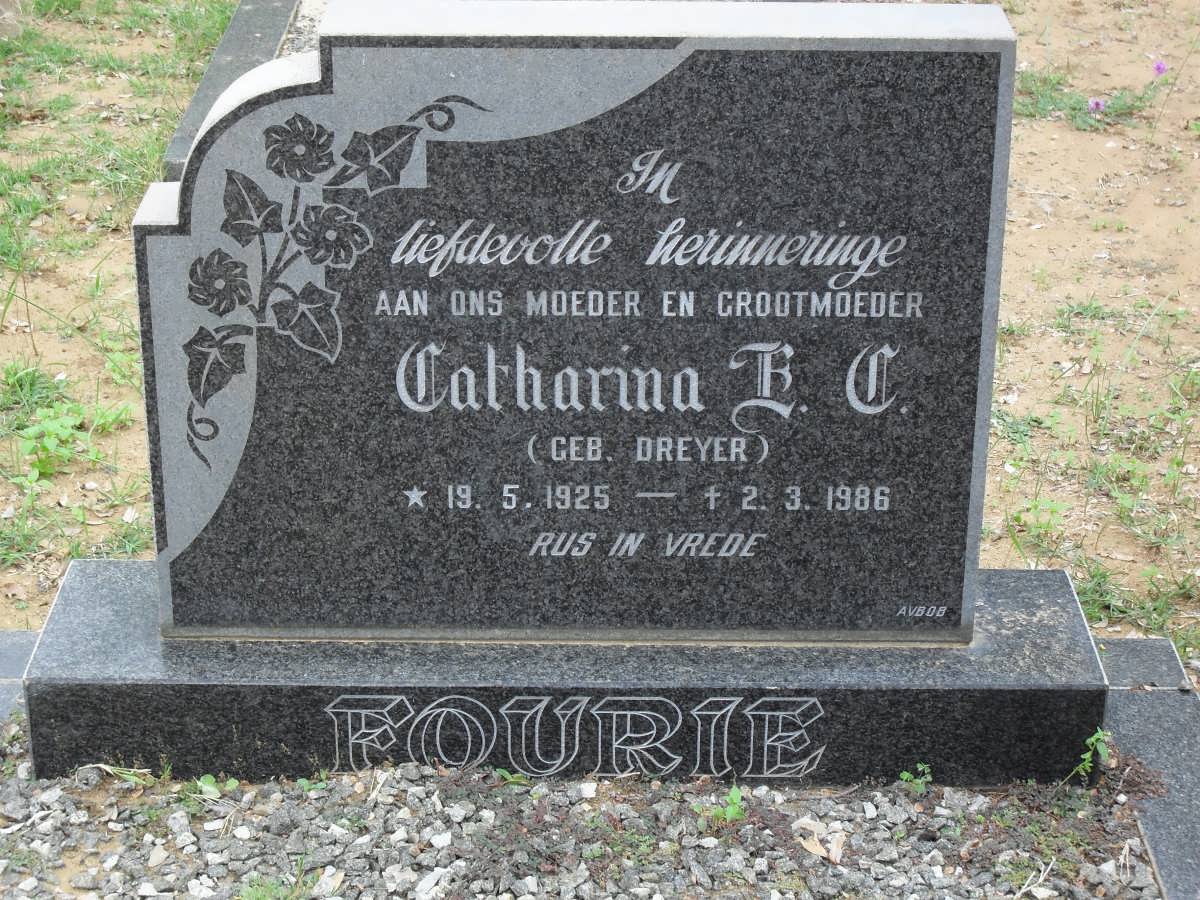 In
liefdevolle herinneringe
AAN ONS MOEDER EN GROOTMOEDER
Catharina E. C.
(GEB. DREYER)
★ 19. 5. 1925 — † 2. 3. 1986
RUS IN VREDE
AVBOB
FOURIE